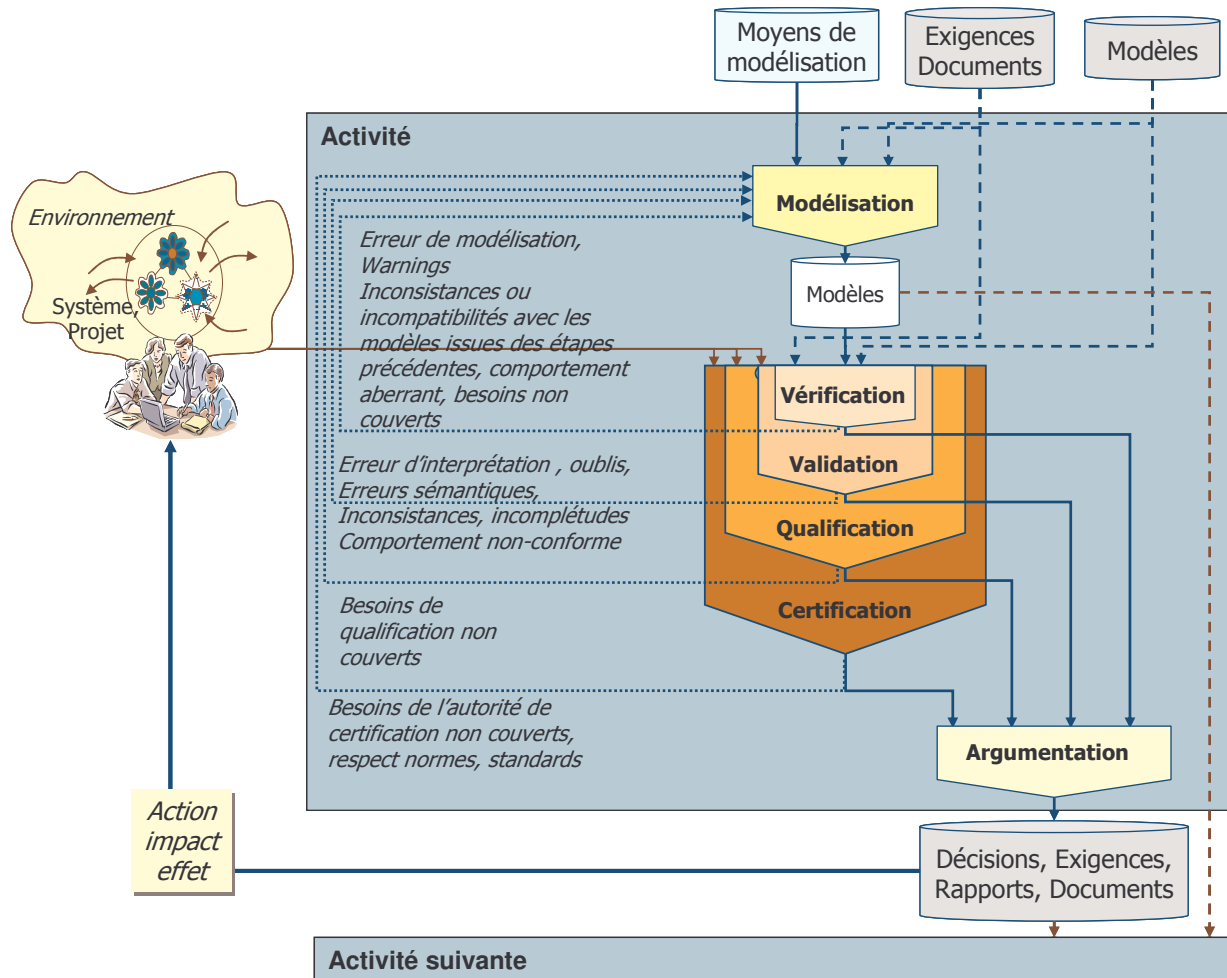 Moyens de
modélisation
Exigences
Documents
Modèles
Activité
Modélisation
Environnement
Système,
Projet
Erreur de modélisation,
Warnings
Inconsistances ou
incompatibilités avec les
modèles issues des étapes
précédentes, comportement
aberrant, besoins non
couverts
Modèles
Vérification
Validation
Erreur d’interprétation , oublis,
Erreurs sémantiques,
Inconsistances, incomplétudes
Comportement non-conforme
Qualification
Besoins de
qualification non
couverts
Certification
Besoins de l’autorité de
certification non couverts,
respect normes, standards
Argumentation
Action
impact
effet
Décisions, Exigences,
Rapports, Documents
Activité suivante